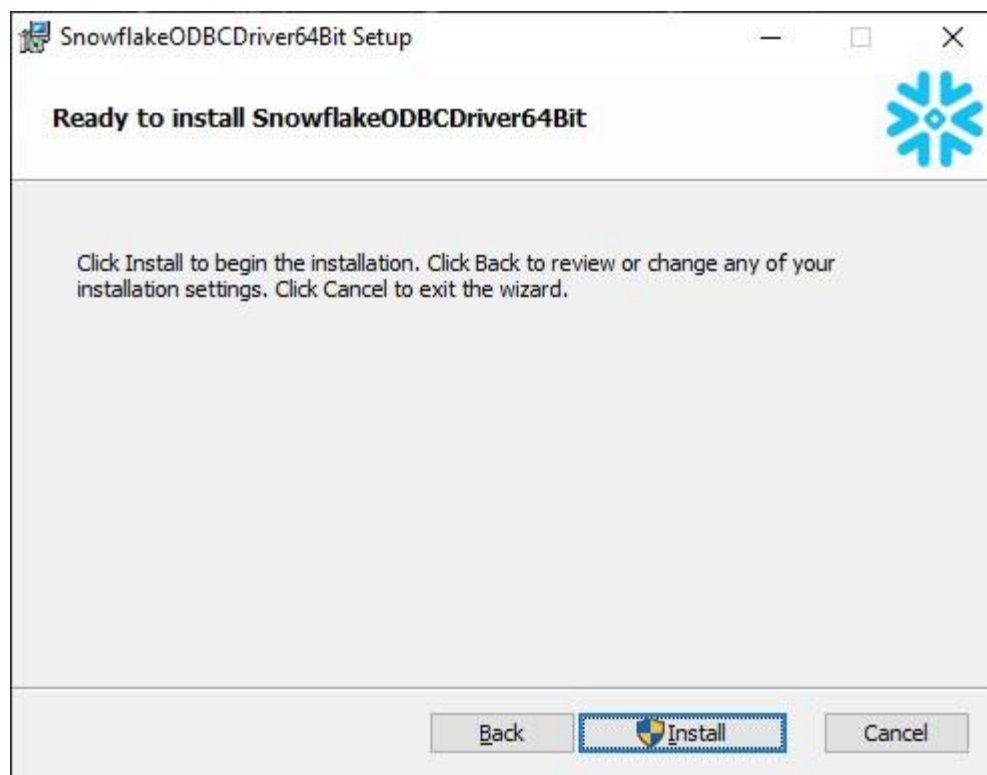 SnowflakeODBCDriver64Bit Setup
Ready to install SnowflakeODBCDriver64Bit
Click Install to begin the installation. Click Back to review or change any of your
installation settings. Click Cancel to exit the wizard.
Back
Install
Cancel